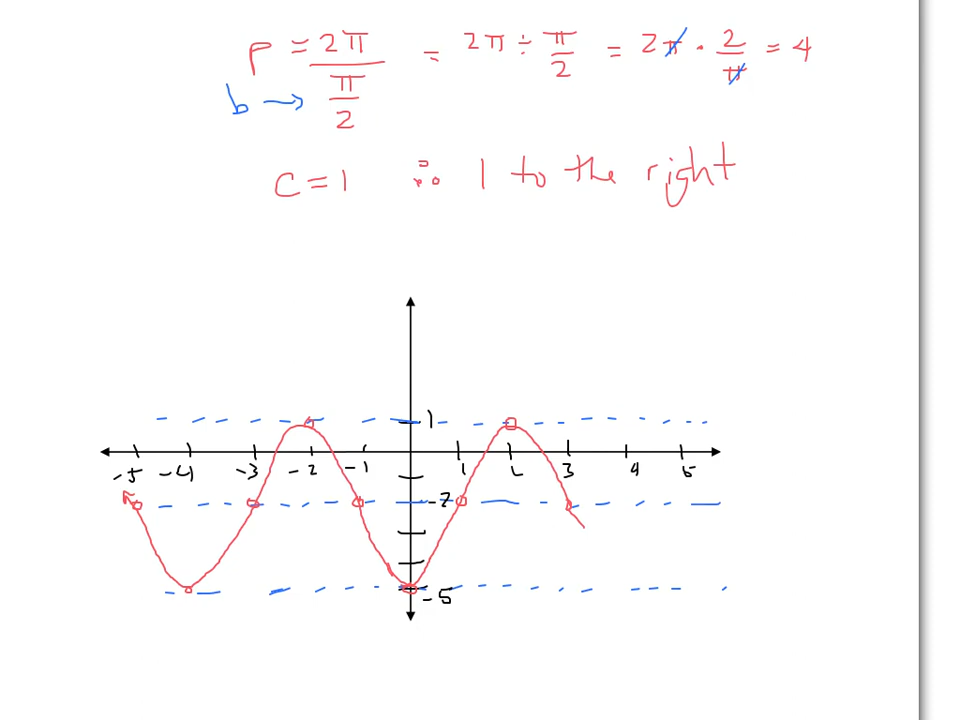 P = 2π/(π/2) = 2π ÷ π/2 = 2π · 2/π = 4
b →
C = 1 ∴ 1 to the right
1
-5 -4 -3 -2 -1 1 2 3 4 5
-2
-5